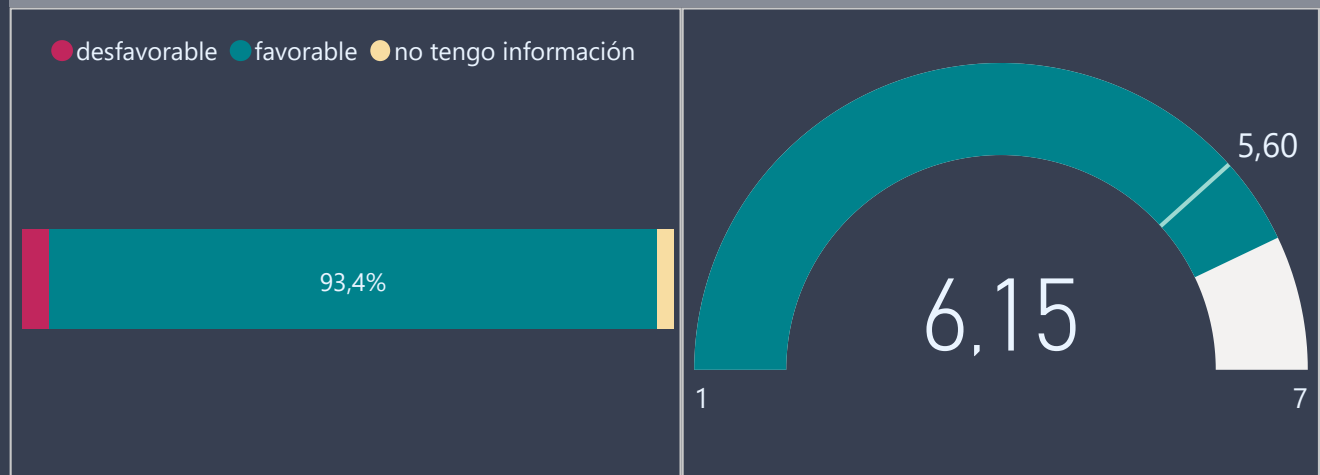 desfavorable favorable no tengo información
93,4%
5,60
6,15
1 7